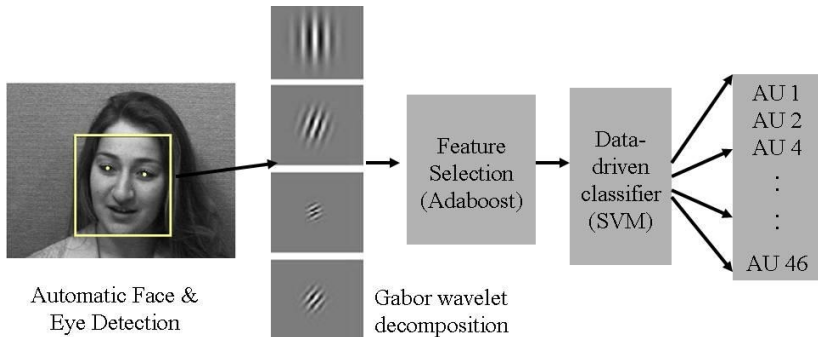 Automatic Face &
Eye Detection
Gabor wavelet
decomposition
Feature
Selection
(Adaboost)
Data-
driven
classifier
(SVM)
AU 1
AU 2
AU 4
:
:
AU 46